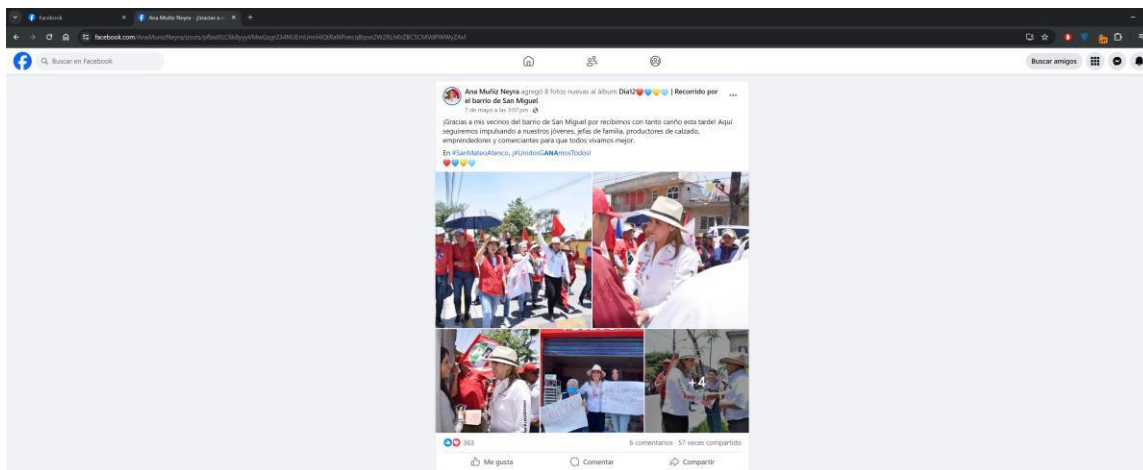 Facebook
Ana Muñiz Neyra - ¡Gracias a
Buscar en Facebook
Buscar amigos
Ana Muñiz Neyra agregó 8 fotos nuevas al álbum Día12❤️💙💛🩵 | Recorrido por
el barrio de San Miguel.
7 de mayo a las 9:07 pm ·
¡Gracias a mis vecinos del barrio de San Miguel por recibirnos con tanto cariño esta tarde! Aquí
seguiremos impulsando a nuestros jóvenes, jefas de familia, productores de calzado,
emprendedores y comerciantes para que todos vivamos mejor.
En #SanMateoAtenco, ¡#UnidosGANAmosTodos!
❤️💙💛🩵
+4
563
6 comentarios 57 veces compartido
Me gusta
Comentar
Compartir